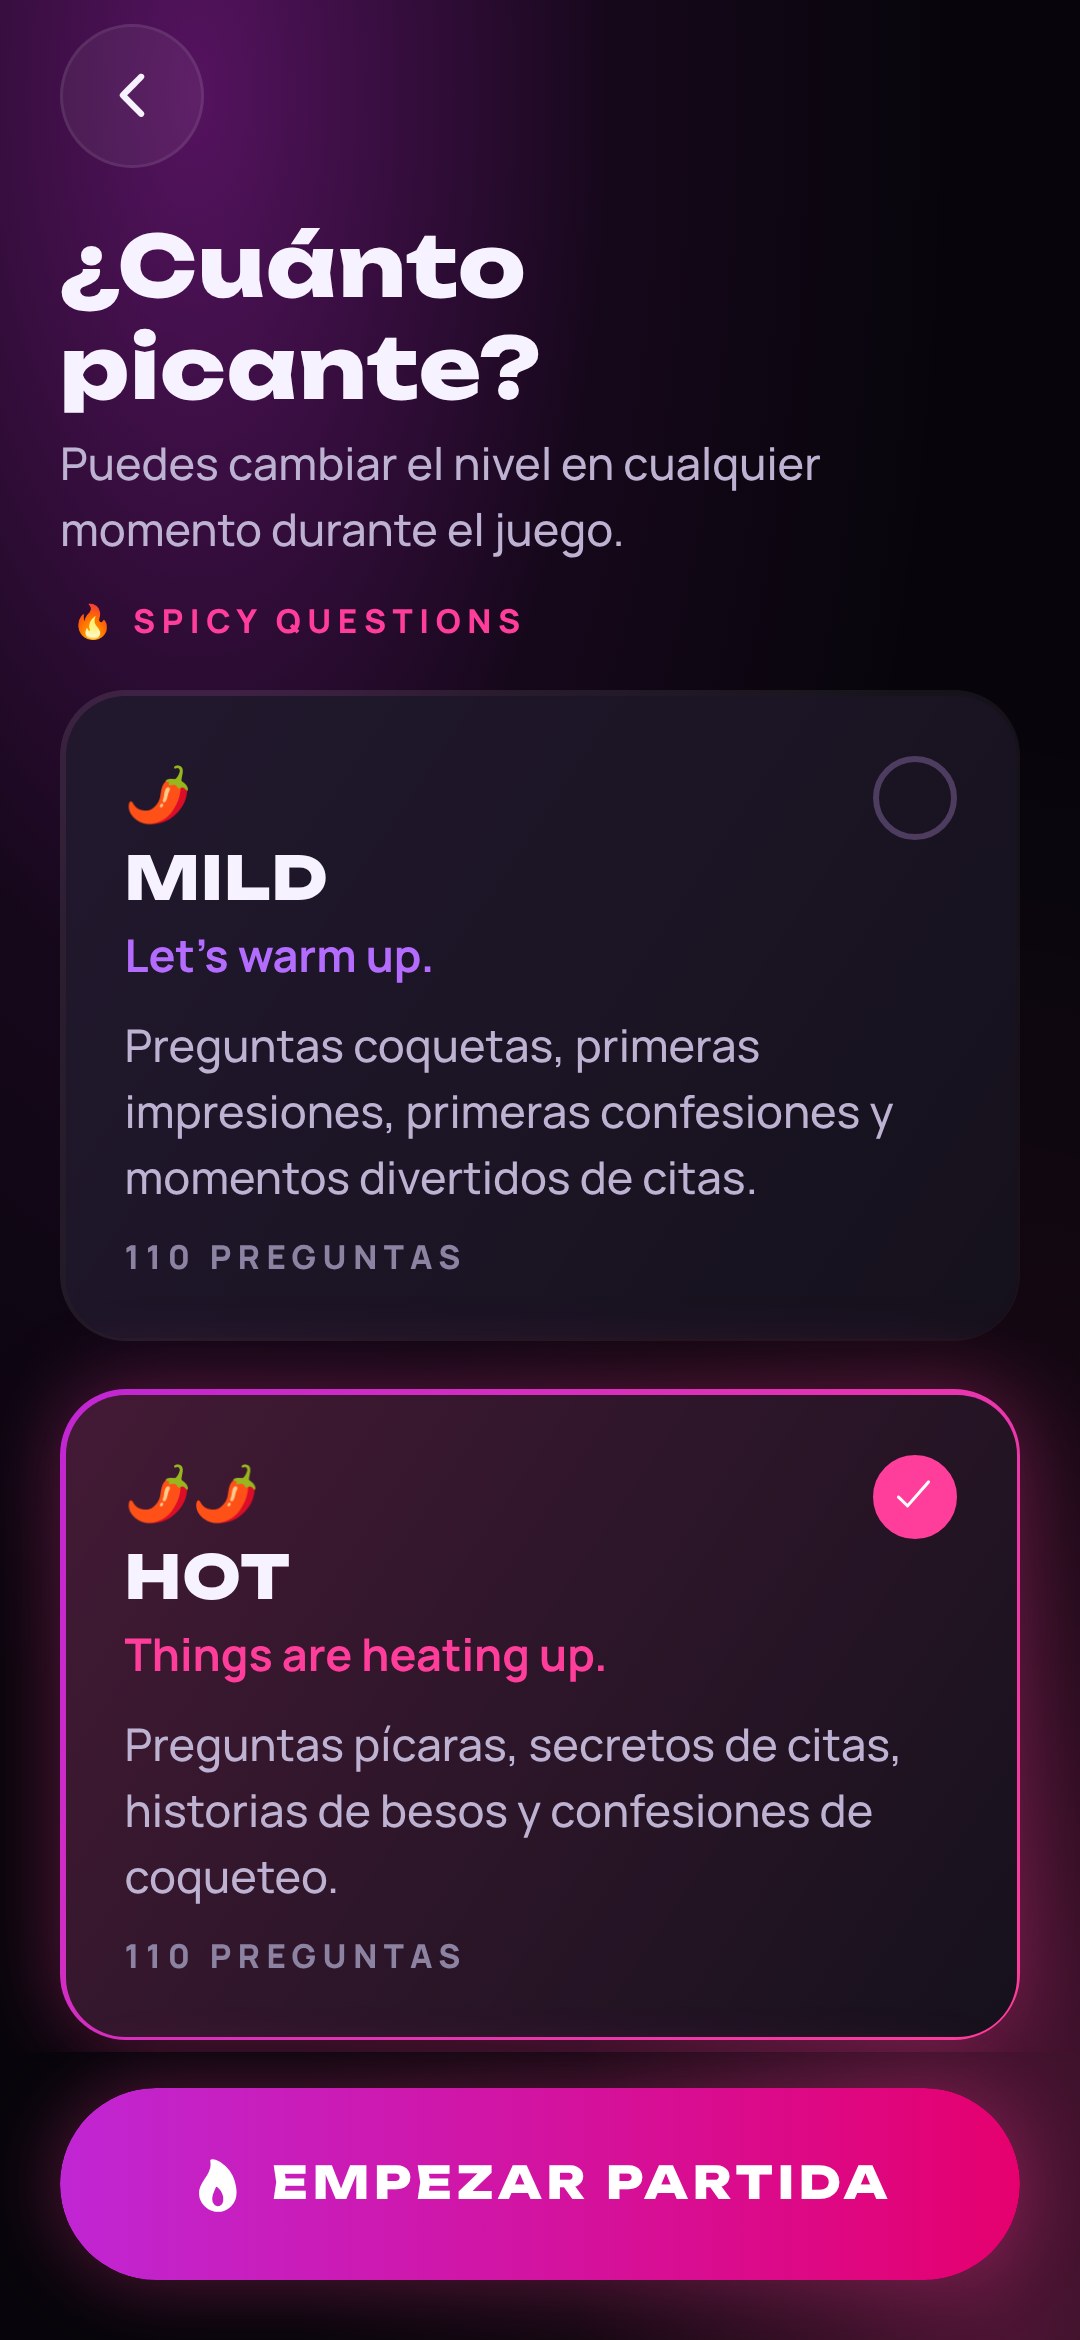 ¿Cuánto
picante?
Puedes cambiar el nivel en cualquier
momento durante el juego.
🔥 SPICY QUESTIONS
🌶️
MILD
Let’s warm up.
Preguntas coquetas, primeras
impresiones, primeras confesiones y
momentos divertidos de citas.
110 PREGUNTAS
🌶️🌶️
HOT
Things are heating up.
Preguntas pícaras, secretos de citas,
historias de besos y confesiones de
coqueteo.
110 PREGUNTAS
EMPEZAR PARTIDA